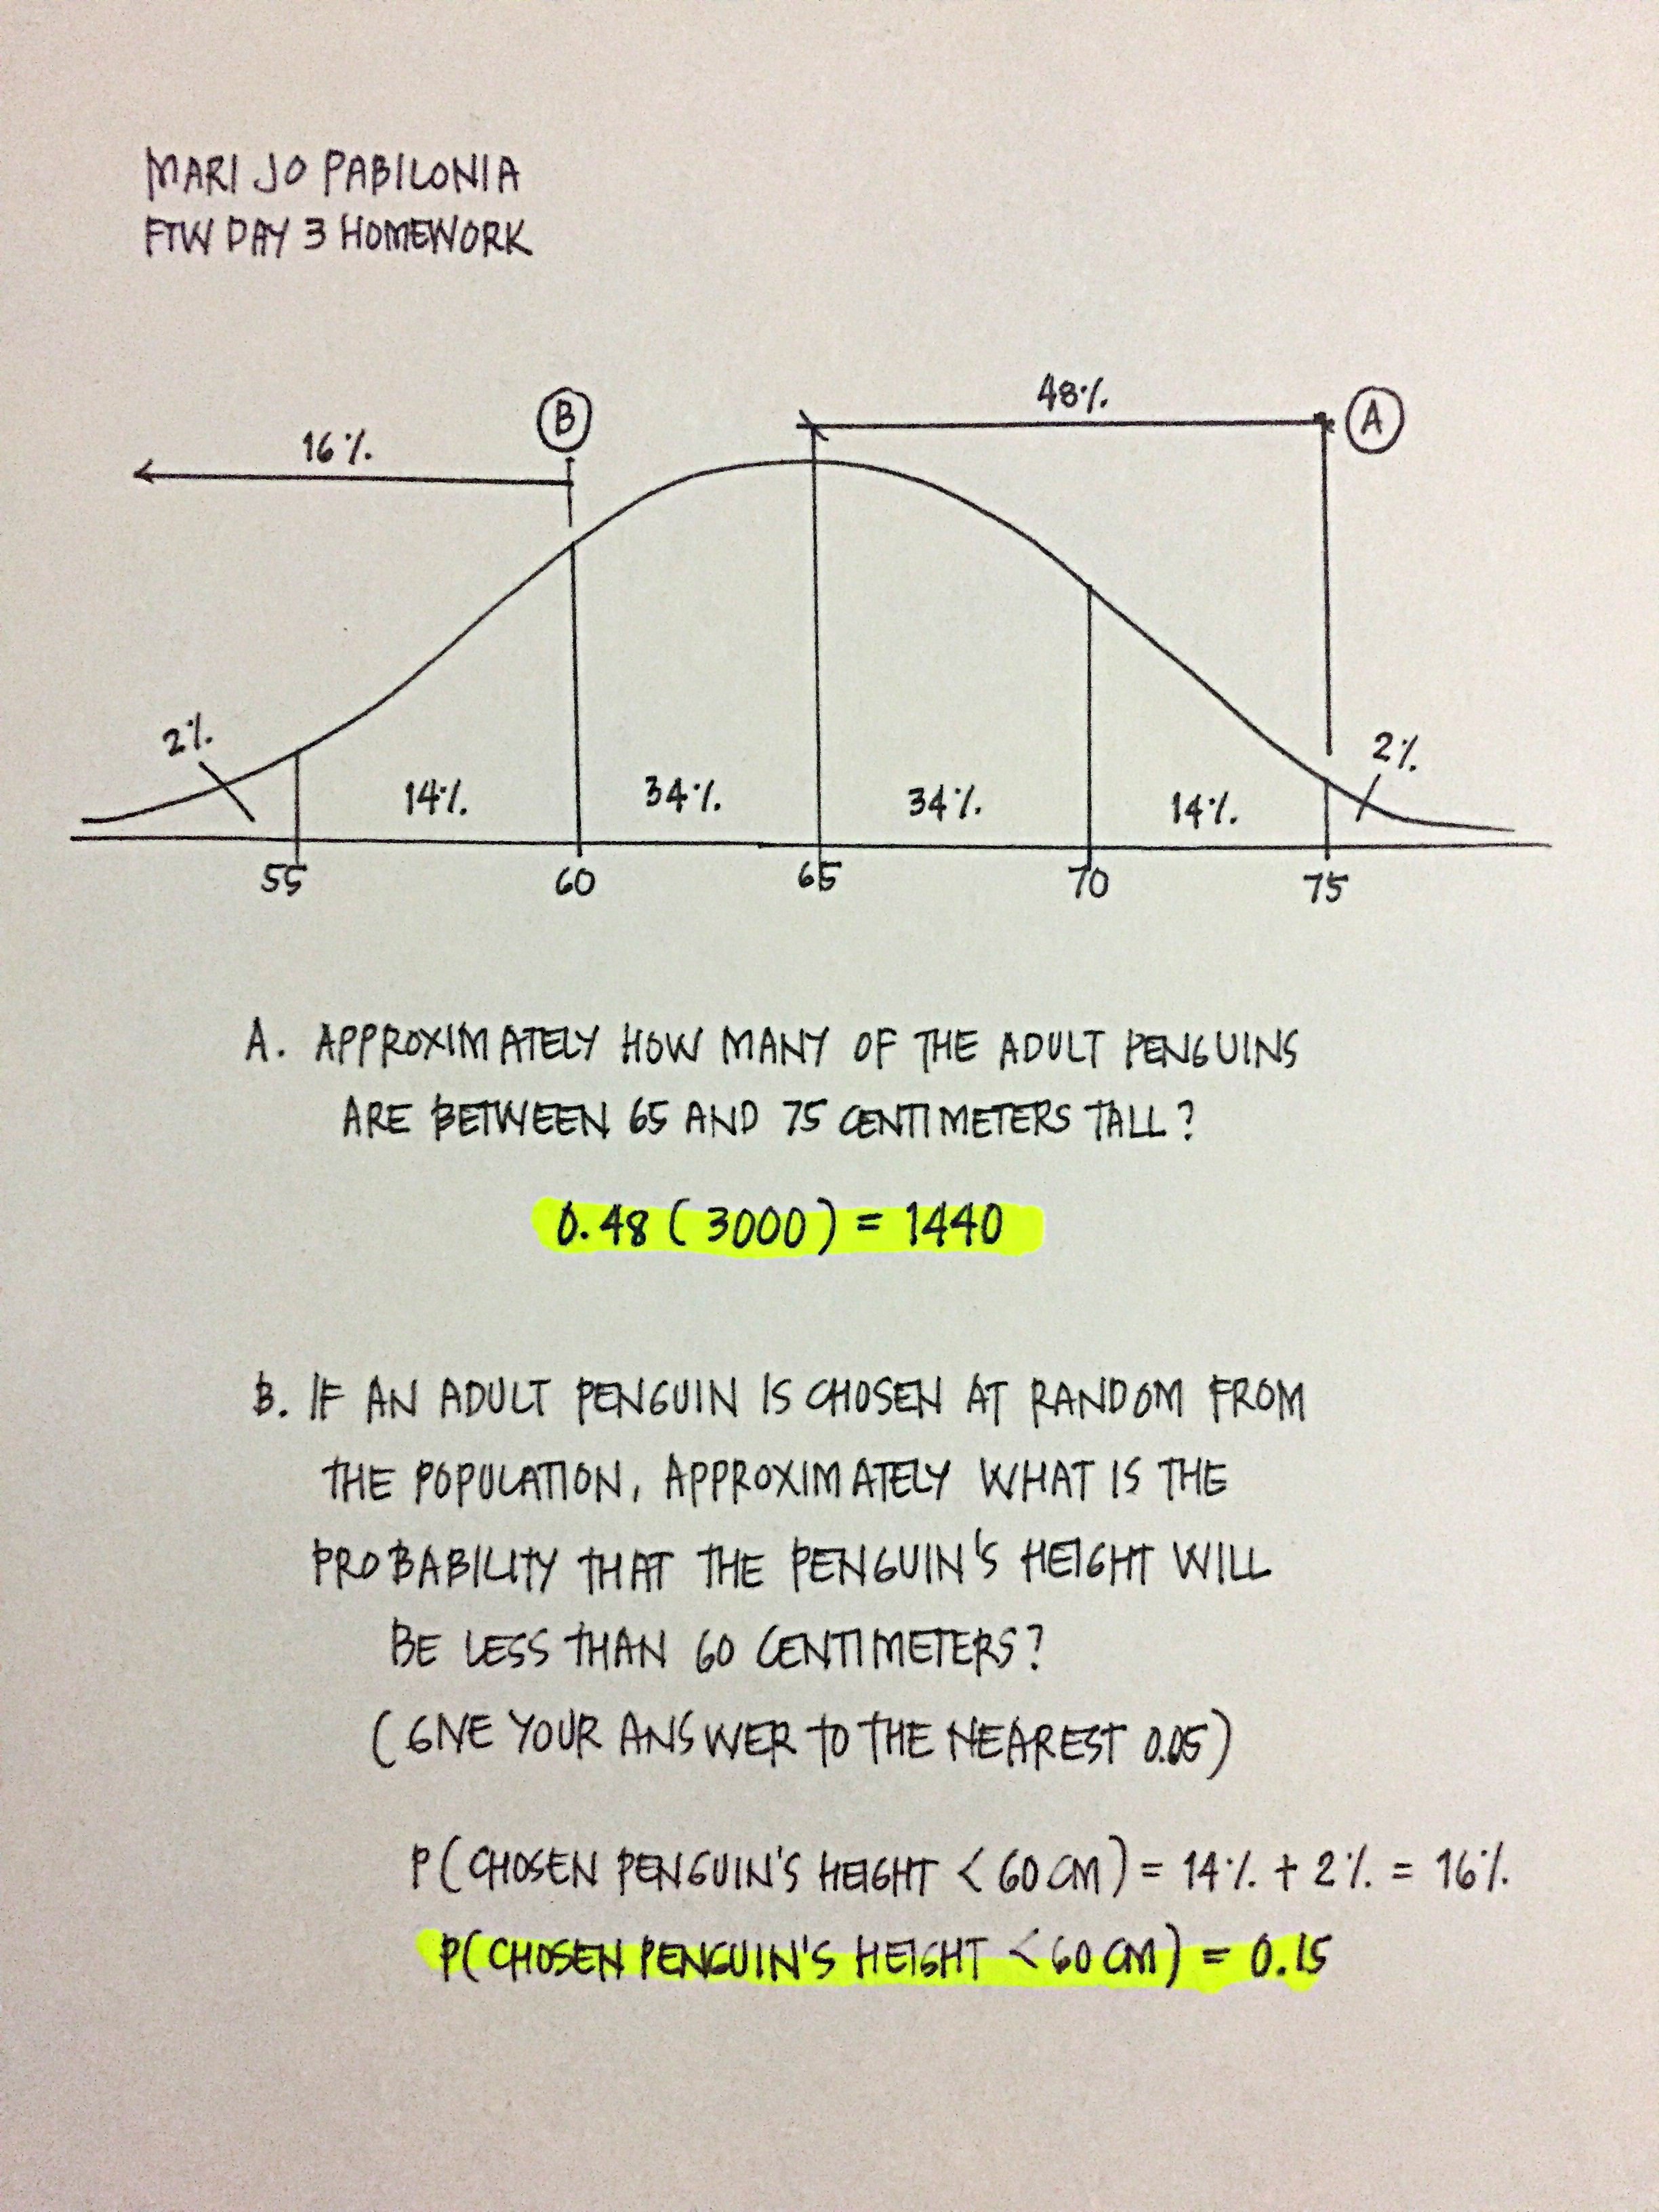 MARI JO PABILONIA
FTW DAY 3 HOMEWORK
48%
B
A
16%
2%
2%
14%
34%
34%
14%
55
60
65
70
75
A. APPROXIMATELY HOW MANY OF THE ADULT PENGUINS
ARE BETWEEN 65 AND 75 CENTIMETERS TALL?
0.48 (3000) = 1440
B. IF AN ADULT PENGUIN IS CHOSEN AT RANDOM FROM
THE POPULATION, APPROXIMATELY WHAT IS THE
PROBABILITY THAT THE PENGUIN'S HEIGHT WILL
BE LESS THAN 60 CENTIMETERS?
(GIVE YOUR ANSWER TO THE NEAREST 0.05)
P(CHOSEN PENGUIN'S HEIGHT < 60 CM) = 14% + 2% = 16%
P(CHOSEN PENGUIN'S HEIGHT < 60 CM) = 0.15